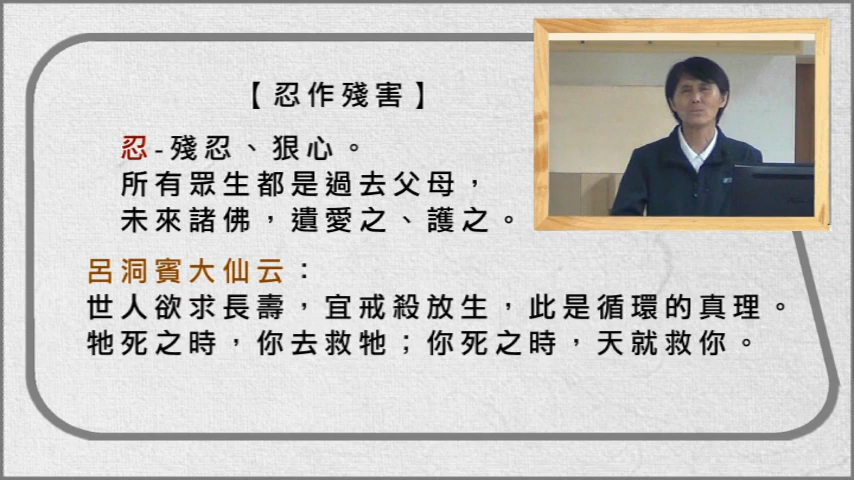 【忍作殘害】
忍-殘忍、狠心。
所有眾生都是過去父母，
未來諸佛，遺愛之、護之。
呂洞賓大仙云：
世人欲求長壽，宜戒殺放生，此是循環的真理。
牠死之時，你去救牠；你死之時，天就救你。